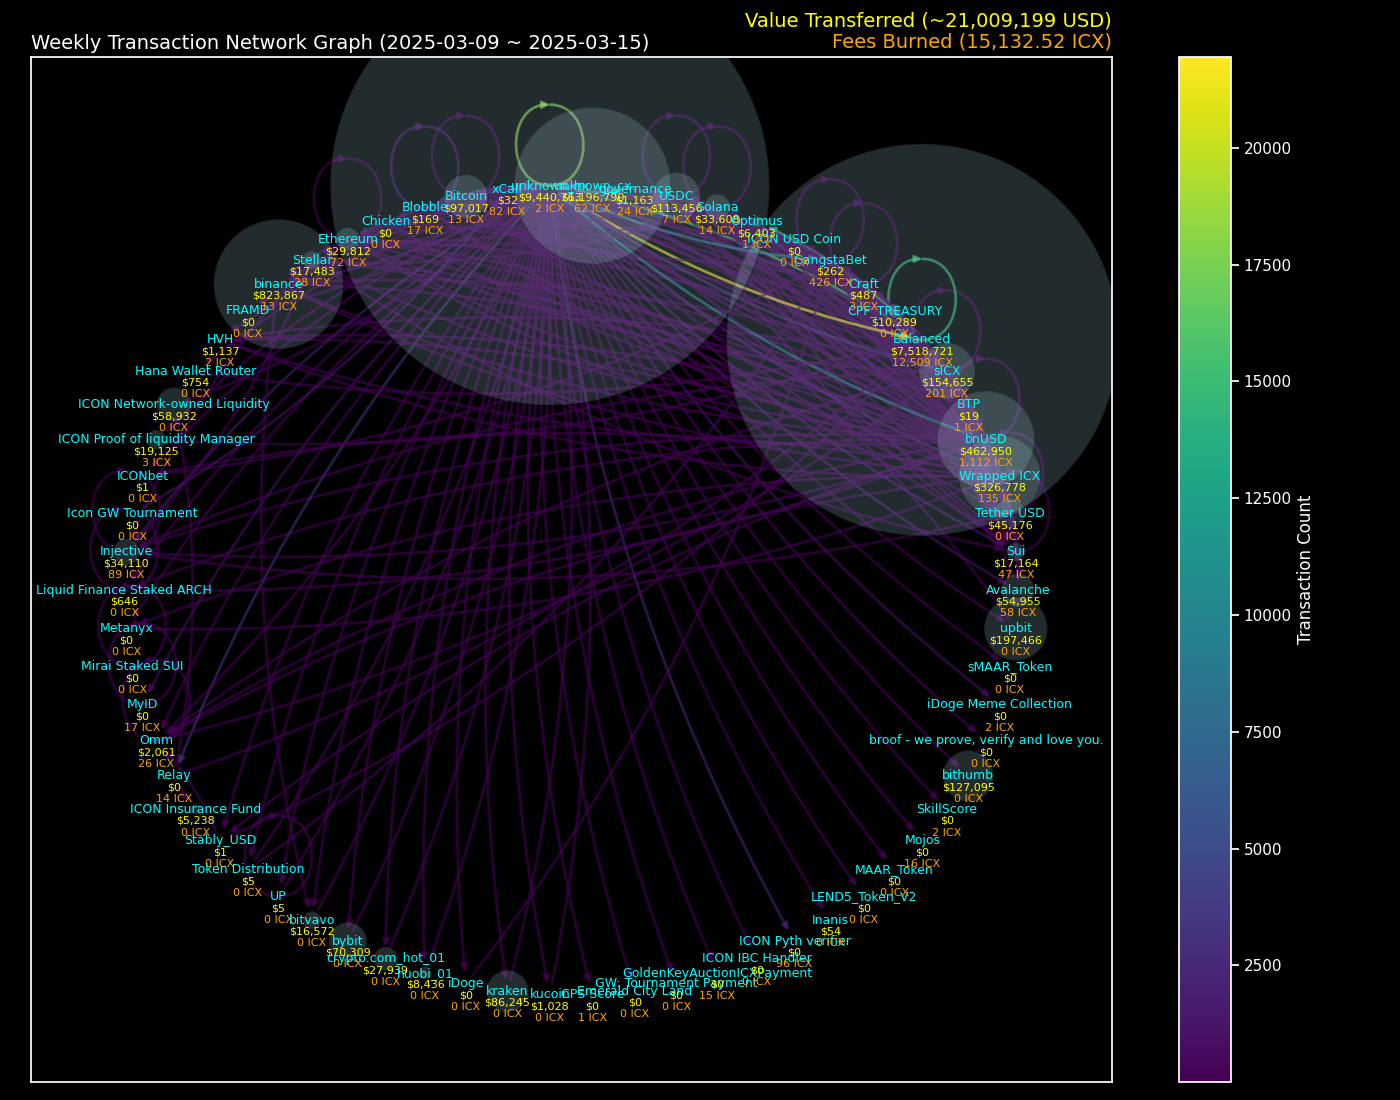 Value Transferred (~21,009,199 USD)
Weekly Transaction Network Graph (2025-03-09 ~ 2025-03-15)
Fees Burned (15,132.52 ICX)
xCall
$32
82 ICX
2 ICX
62 ICX
governance
$1,163
24 ICX
Bitcoin
$97,017
13 ICX
USDC
$113,456
7 ICX
Blobble
$169
17 ICX
Solana
$33,608
14 ICX
Chicken
$0
0 ICX
Optimus
$6,403
1 ICX
Ethereum
$29,812
72 ICX
ICON USD Coin
$0
0 ICX
Stellar
$17,483
28 ICX
GangstaBet
$262
426 ICX
binance
$823,867
13 ICX
Craft
$487
3 ICX
FRAMD
$0
0 ICX
CPF_TREASURY
$10,289
0 ICX
HVH
$1,137
2 ICX
Balanced
$7,518,721
12,509 ICX
Hana Wallet Router
$754
0 ICX
sICX
$154,655
201 ICX
ICON Network-owned Liquidity
$58,932
0 ICX
BTP
$19
1 ICX
ICON Proof of liquidity Manager
$19,125
3 ICX
bnUSD
$462,950
1,112 ICX
ICONbet
$1
0 ICX
Wrapped ICX
$326,778
135 ICX
Icon GW Tournament
$0
0 ICX
Tether USD
$45,176
0 ICX
Injective
$34,110
89 ICX
Sui
$17,164
47 ICX
Liquid Finance Staked ARCH
$646
0 ICX
Avalanche
$54,955
58 ICX
Metanyx
$0
0 ICX
upbit
$197,466
0 ICX
Mirai Staked SUI
$0
0 ICX
sMAAR_Token
$0
0 ICX
MyID
$0
17 ICX
iDoge Meme Collection
$0
2 ICX
Omm
$2,061
26 ICX
broof - we prove, verify and love you.
$0
0 ICX
Relay
$0
14 ICX
bithumb
$127,095
0 ICX
ICON Insurance Fund
$5,238
0 ICX
SkillScore
$0
2 ICX
Stably_USD
$1
0 ICX
Mojos
$0
16 ICX
Token Distribution
$5
0 ICX
MAAR_Token
$0
0 ICX
UP
$5
0 ICX
LEND5_Token_V2
$0
0 ICX
bitvavo
$16,572
0 ICX
Inanis
$54
0 ICX
bybit
$70,309
0 ICX
ICON Pyth verifier
$0
96 ICX
crypto.com_hot_01
$27,939
0 ICX
ICON IBC Handler
$0
0 ICX
huobi_01
$8,436
0 ICX
GoldenKeyAuctionICXPayment
$0
15 ICX
iDoge
$0
0 ICX
GW: Tournament Payment
$0
0 ICX
kraken
$86,245
0 ICX
Emerald City Land
$0
0 ICX
kucoin
$1,028
0 ICX
GPS Score
$0
1 ICX
20000
17500
15000
12500
10000
7500
5000
2500
Transaction Count